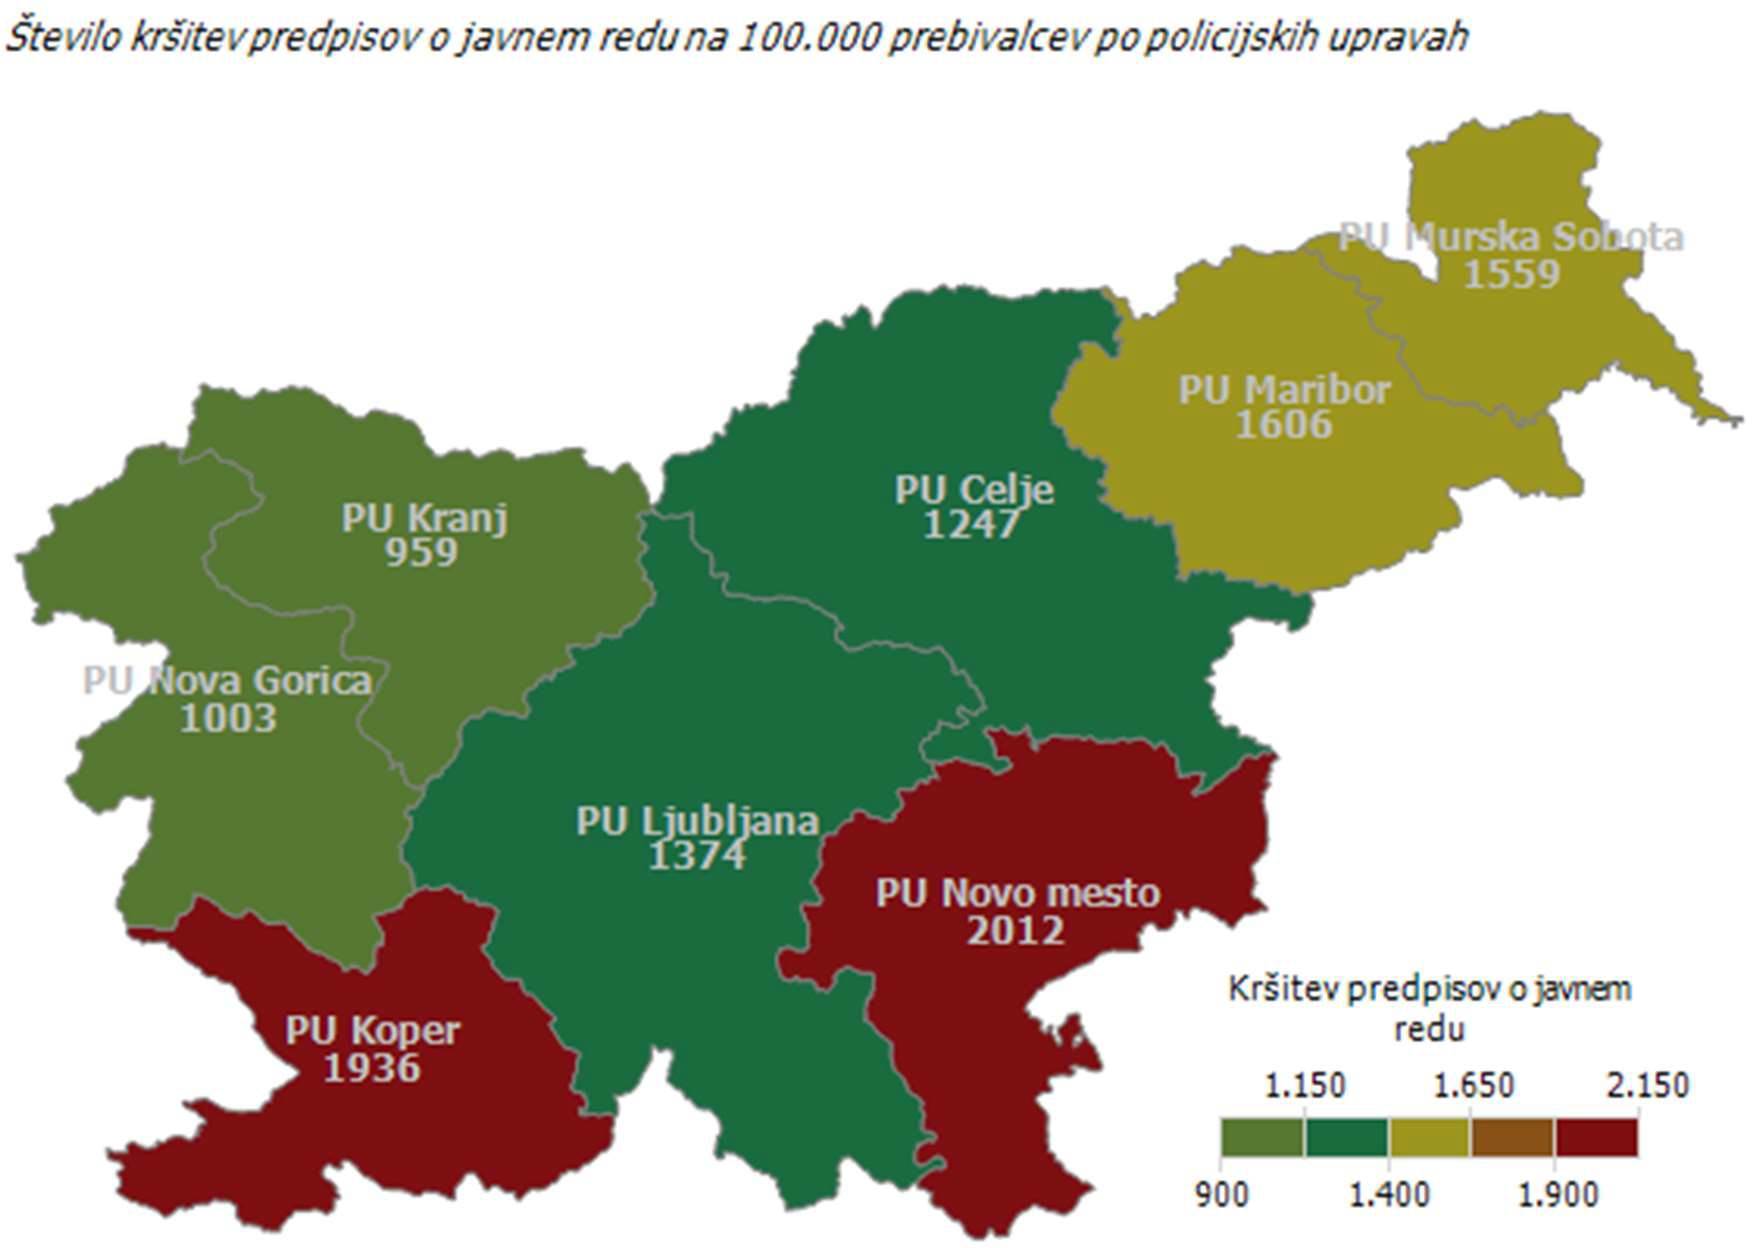 Število kršitev predpisov o javnem redu na 100.000 prebivalcev po policijskih upravah
PU Murska Sobota
1559
PU Maribor
1606
PU Celje
1247
PU Kranj
959
PU Nova Gorica
1003
PU Ljubljana
1374
PU Novo mesto
2012
PU Koper
1936
Kršitev predpisov o javnem
redu
1.150 1.650 2.150
900 1.400 1.900